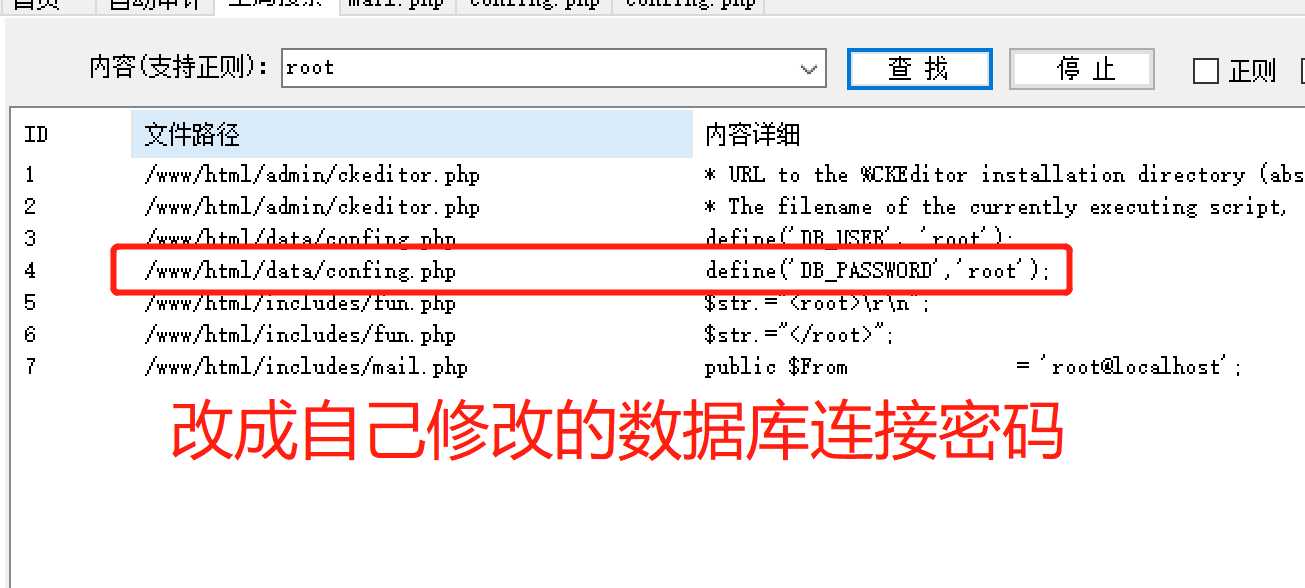 首页 自动审计 全局搜索 mail.php confing.php confing.php
内容(支持正则): root 查 找 停 止 正则
ID 文件路径 内容详细
1 /www/html/admin/ckeditor.php * URL to the %CKEditor installation directory (abs
2 /www/html/admin/ckeditor.php * The filename of the currently executing script,
3 /www/html/data/confing.php define('DB_USER', 'root');
4 /www/html/data/confing.php define('DB_PASSWORD','root');
5 /www/html/includes/fun.php $str.="<root>\r\n";
6 /www/html/includes/fun.php $str.="</root>";
7 /www/html/includes/mail.php public $From = 'root@localhost';
改成自己修改的数据库连接密码